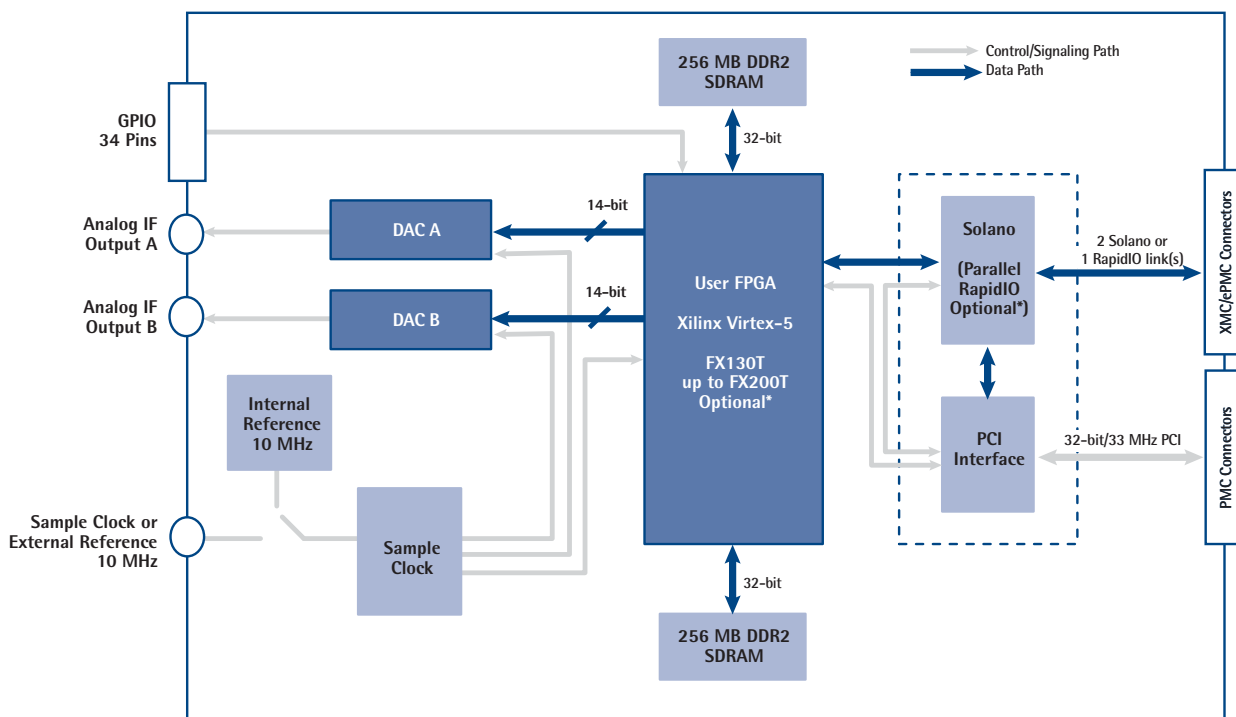 256 MB DDR2
SDRAM
Control/Signaling Path
Data Path
GPIO
34 Pins
32-bit
Analog IF
Output A
DAC A
14-bit
Analog IF
Output B
DAC B
14-bit
User FPGA
Xilinx Virtex-5
FX130T
up to FX200T
Optional*
Solano
(Parallel
RapidIO
Optional*)
2 Solano or
1 RapidIO link(s)
XMC/ePMC Connectors
Internal
Reference
10 MHz
PCI
Interface
32-bit/33 MHz PCI
PMC Connectors
Sample Clock or
External Reference
10 MHz
Sample
Clock
32-bit
256 MB DDR2
SDRAM